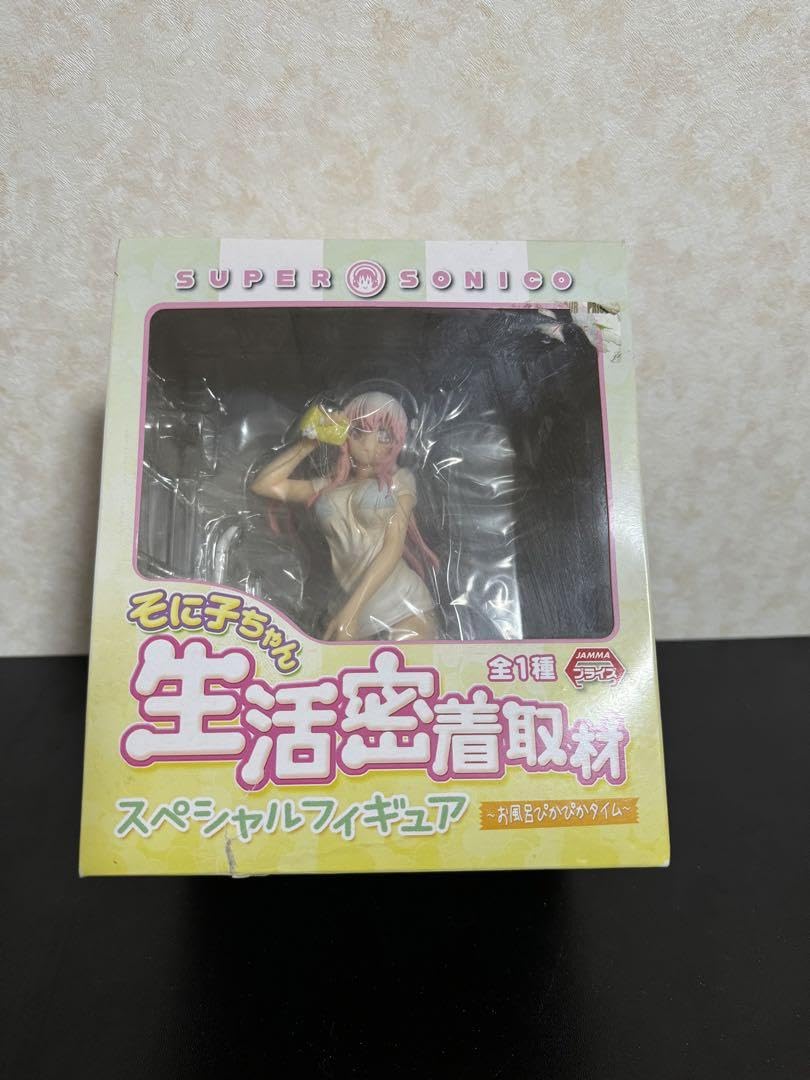 SUPER SONICO
そに子ちゃん
生活密着取材
全1種
JAMMA
プライズ
スペシャルフィギュア
~お風呂ぴかぴかタイム~